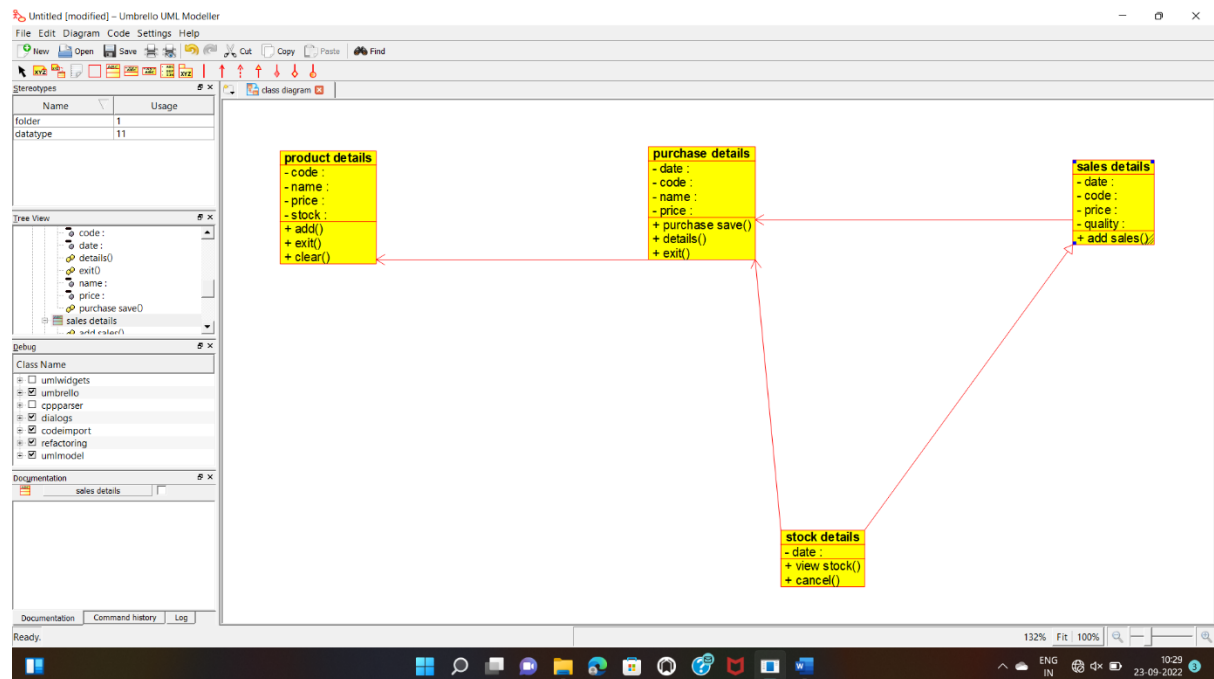 Untitled [modified] – Umbrello UML Modeller
File Edit Diagram Code Settings Help
New Open Save Cut Copy Paste Find
Stereotypes
class diagram
Name Usage
folder 1
datatype 11
Tree View
code :
date :
details()
exit()
name :
price :
purchase save()
sales details
add sales()
Debug
Class Name
umlwidgets
umbrello
cppparser
dialogs
codeimport
refactoring
umlmodel
Documentation
sales details
Documentation Command history Log
product details
- code :
- name :
- price :
- stock :
+ add()
+ exit()
+ clear()
purchase details
- date :
- code :
- name :
- price :
+ purchase save()
+ details()
+ exit()
sales details
- date :
- code :
- price :
- quality :
+ add sales()
stock details
- date :
+ view stock()
+ cancel()
Ready.
132% Fit 100%
ENG
IN
10:29
23-09-2022
3